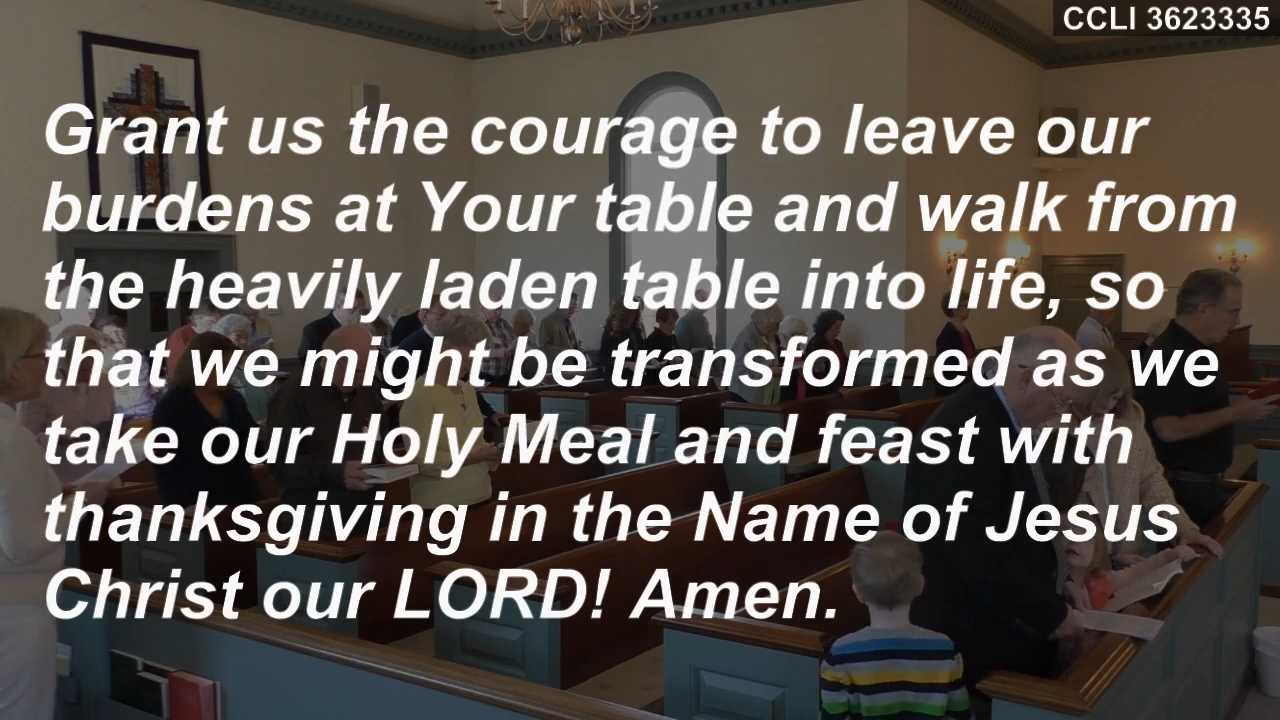 CCLI 3623335
Grant us the courage to leave our
burdens at Your table and walk from
the heavily laden table into life, so
that we might be transformed as we
take our Holy Meal and feast with
thanksgiving in the Name of Jesus
Christ our LORD! Amen.